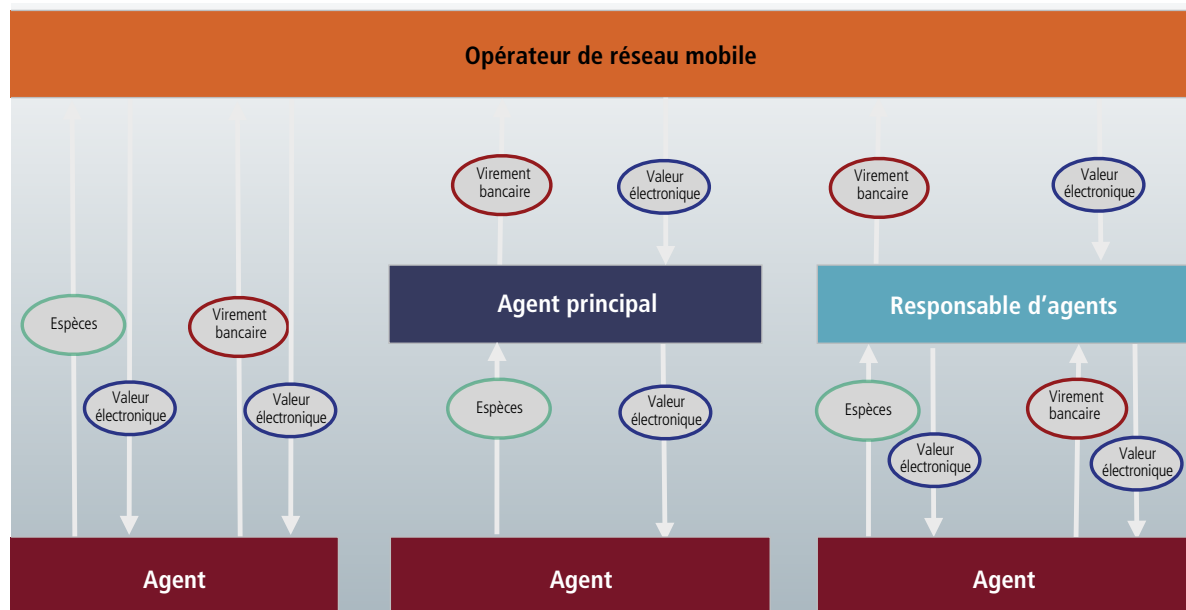 Opérateur de réseau mobile
Virement
bancaire
Valeur
électronique
Virement
bancaire
Valeur
électronique
Agent principal
Responsable d'agents
Espèces
Virement
bancaire
Valeur
électronique
Valeur
électronique
Espèces
Valeur
électronique
Espèces
Valeur
électronique
Virement
bancaire
Valeur
électronique
Agent
Agent
Agent